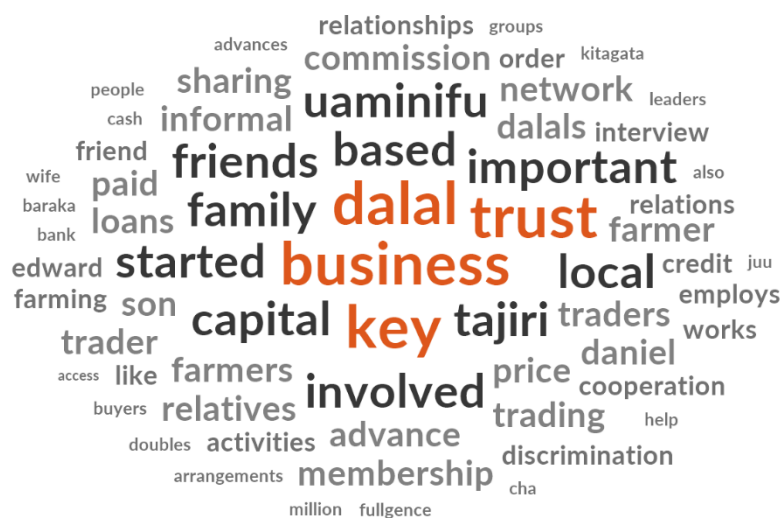 relationships groups
advances commission order kitagata
people sharing uaminifu network leaders
cash informal dalals interview
friend friends based important also
wife paid family dalal trust relations
baraka loans farmer
bank
edward started business local credit juu
farming son capital key tajiri traders employs
trader works
access like farmers involved price daniel
cooperation
buyers relatives trading help
doubles activities advance discrimination
arrangements membership cha
million fullgence